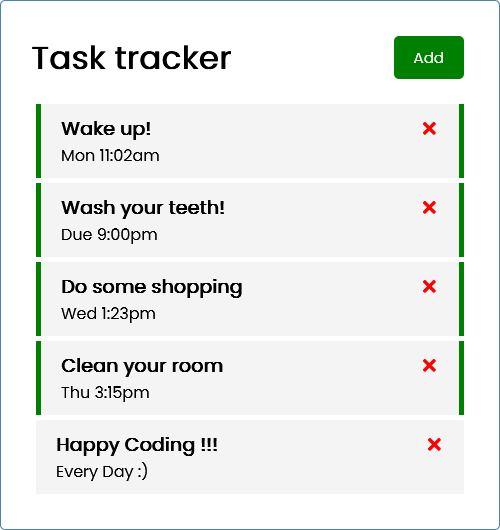 Task tracker
Add
Wake up!
Mon 11:02am
Wash your teeth!
Due 9:00pm
Do some shopping
Wed 1:23pm
Clean your room
Thu 3:15pm
Happy Coding !!!
Every Day :)